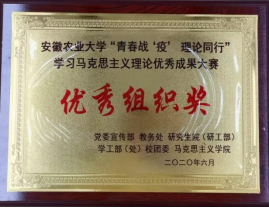 安徽农业大学“青春战‘疫’ 理论同行”
学习马克思主义理论优秀成果大赛
优秀组织奖
党委宣传部 教务处 研究生院（研工部）
学工部（处）校团委 马克思主义学院
二〇二〇年六月